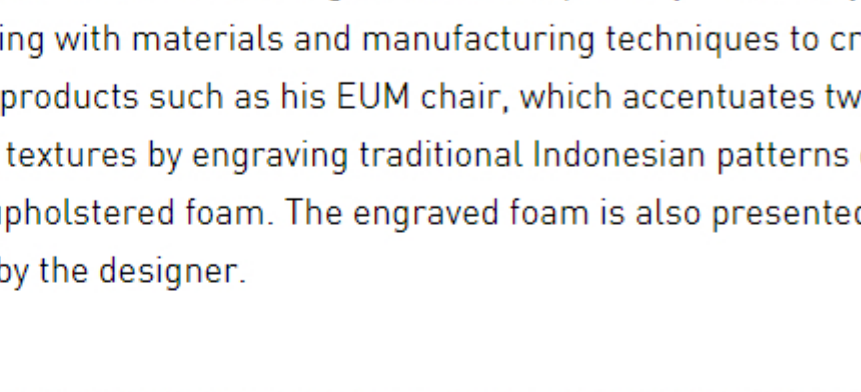 ing with materials and manufacturing techniques to cr
products such as his EUM chair, which accentuates tw
textures by engraving traditional Indonesian patterns
upholstered foam. The engraved foam is also presented
by the designer.